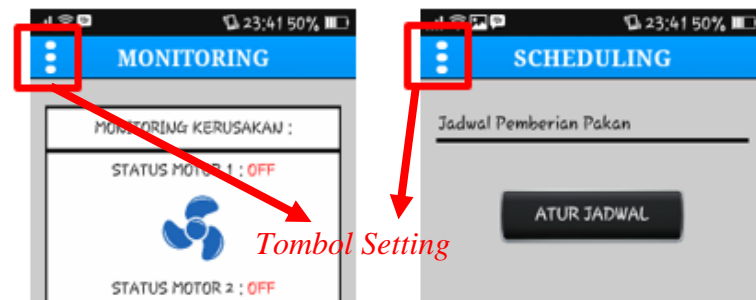 23:41 50%
MONITORING
MONITORING KERUSAKAN :
STATUS MOTOR 1 : OFF
STATUS MOTOR 2 : OFF
23:41 50%
SCHEDULING
Jadwal Pemberian Pakan
ATUR JADWAL
Tombol Setting